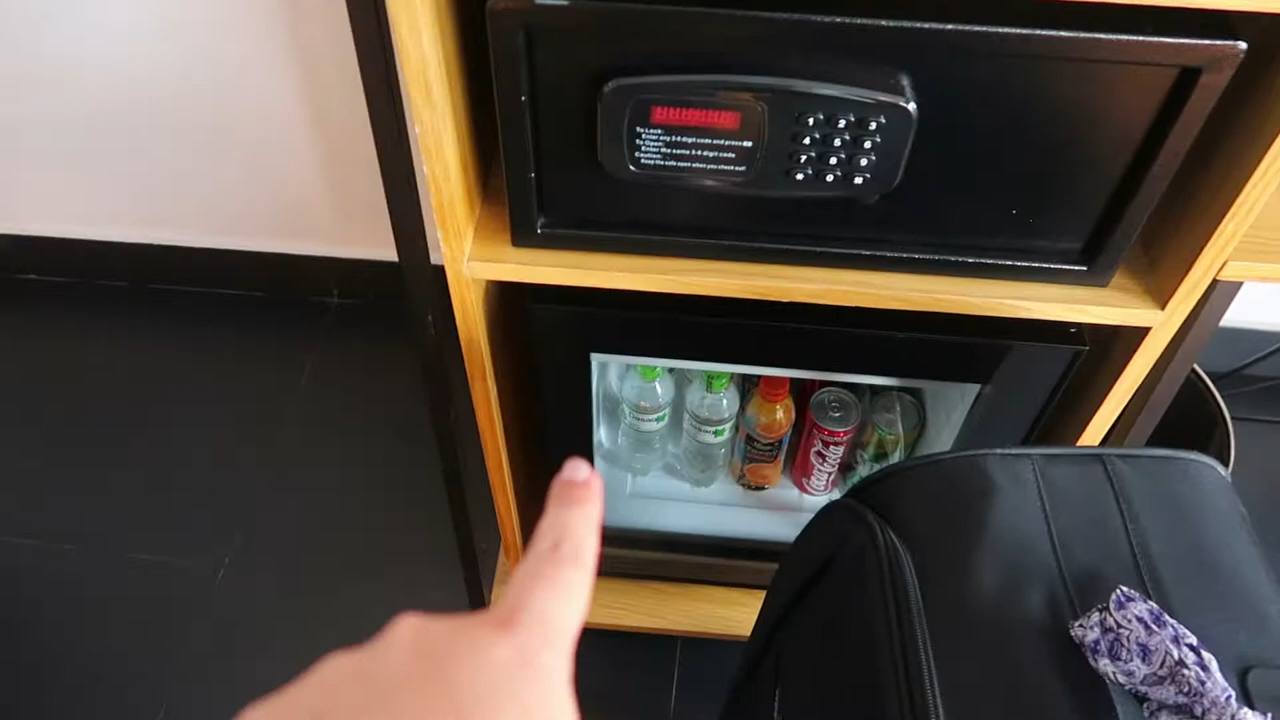 To Lock:
Enter any 3-6 digit code and press
To Open:
Enter the same 3-6 digit code
Caution:
Keep the safe open when you check out!
1 2 3
4 5 6
7 8 9
* 0 #
Dasani
Dasani
Coca-Cola